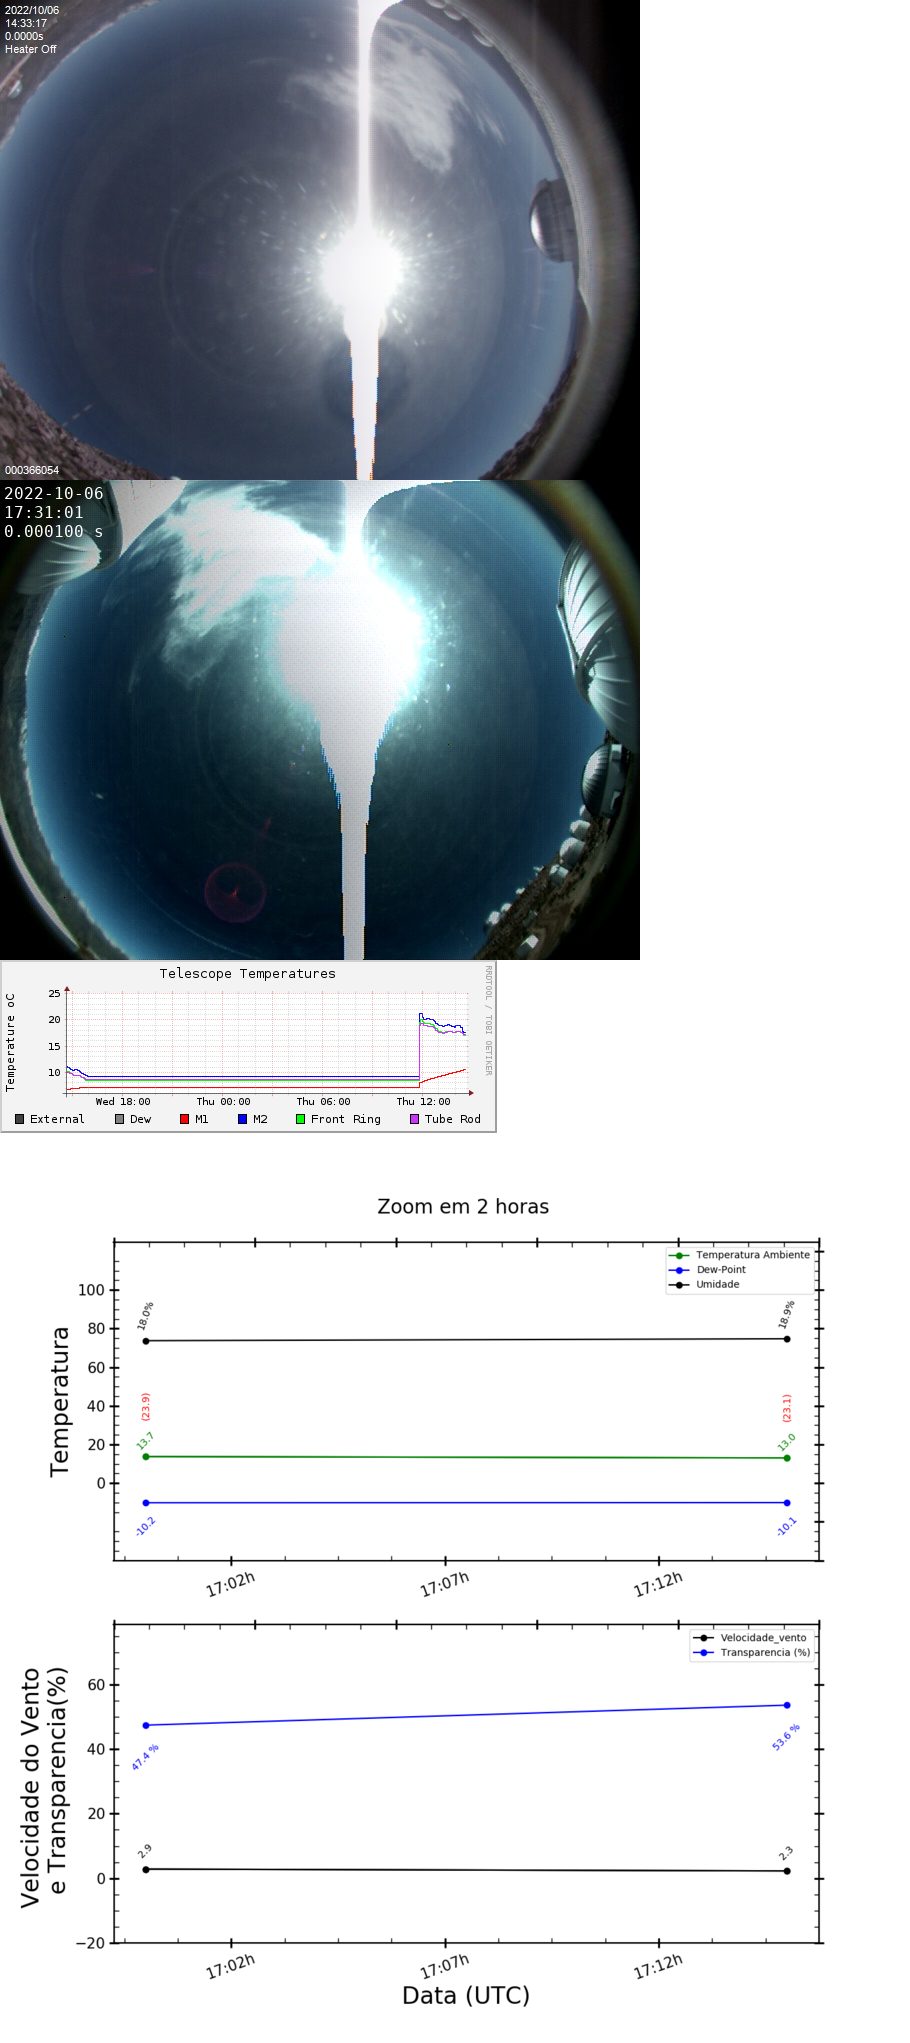 2022/10/06
14:33:17
0.0000s
Heater Off
000366054
2022-10-06
17:31:01
0.000100 s
Telescope Temperatures
RRDTOOL / TOBI OETIKER
Temperature oC
25
20
15
10
Wed 18:00 Thu 00:00 Thu 06:00 Thu 12:00
External Dew M1 M2 Front Ring Tube Rod
Zoom em 2 horas
Temperatura Ambiente
Dew-Point
Umidade
Temperatura
100
80
60
40
20
0
18.0% 18.9%
(23.9) (23.1)
13.7 13.0
-10.2 -10.1
17:02h 17:07h 17:12h
Velocidade_vento
Transparencia (%)
Velocidade do Vento
e Transparencia(%)
60
40
20
0
−20
47.4 % 53.6 %
2.9 2.3
17:02h 17:07h 17:12h
Data (UTC)